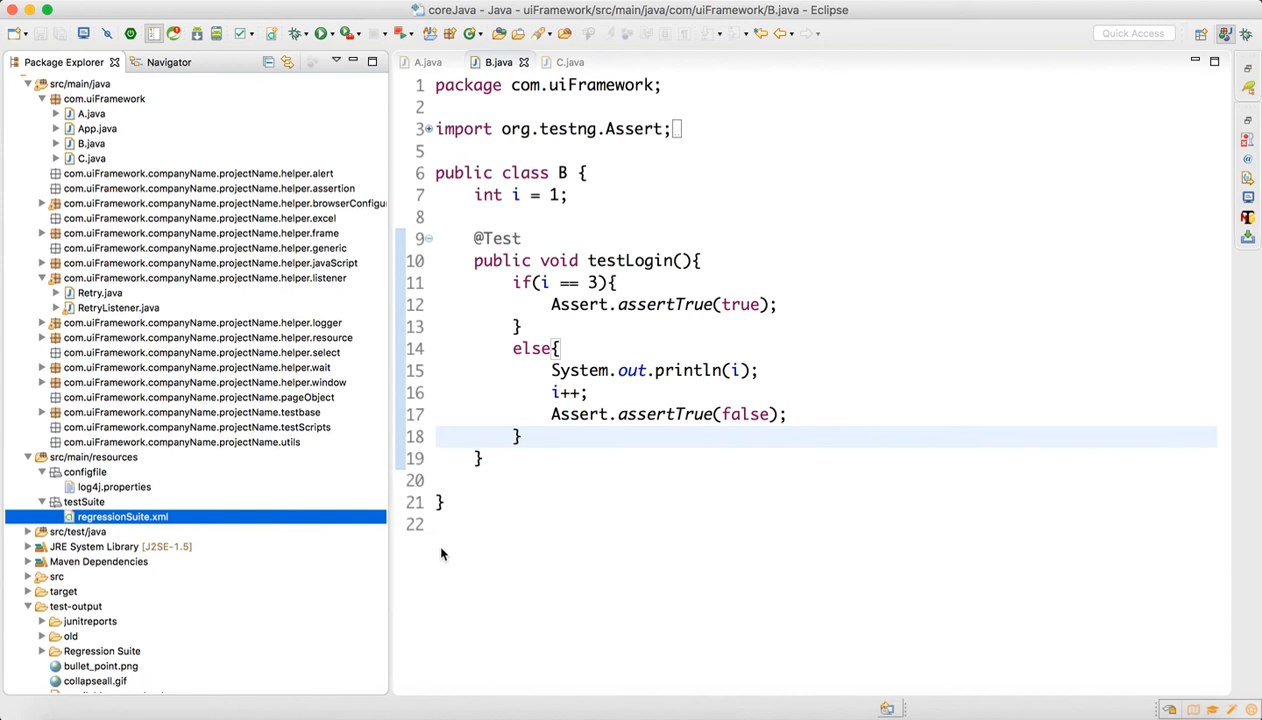 coreJava - Java - uiFramework/src/main/java/com/uiFramework/B.java - Eclipse
Quick Access
Package Explorer
Navigator
src/main/java
com.uiFramework
A.java
App.java
B.java
C.java
com.uiFramework.companyName.projectName.helper.alert
com.uiFramework.companyName.projectName.helper.assertion
com.uiFramework.companyName.projectName.helper.browserConfigu
com.uiFramework.companyName.projectName.helper.excel
com.uiFramework.companyName.projectName.helper.frame
com.uiFramework.companyName.projectName.helper.generic
com.uiFramework.companyName.projectName.helper.javaScript
com.uiFramework.companyName.projectName.helper.listener
Retry.java
RetryListener.java
com.uiFramework.companyName.projectName.helper.logger
com.uiFramework.companyName.projectName.helper.resource
com.uiFramework.companyName.projectName.helper.select
com.uiFramework.companyName.projectName.helper.wait
com.uiFramework.companyName.projectName.helper.window
com.uiFramework.companyName.projectName.pageObject
com.uiFramework.companyName.projectName.testbase
com.uiFramework.companyName.projectName.testScripts
com.uiFramework.companyName.projectName.utils
src/main/resources
configfile
log4j.properties
testSuite
regressionSuite.xml
src/test/java
JRE System Library [J2SE-1.5]
Maven Dependencies
src
target
test-output
junitreports
old
Regression Suite
bullet_point.png
collapseall.gif
A.java
B.java
C.java
1 package com.uiFramework;
2
3 import org.testng.Assert;
5
6 public class B {
7 int i = 1;
8
9 @Test
10 public void testLogin(){
11 if(i == 3){
12 Assert.assertTrue(true);
13 }
14 else{
15 System.out.println(i);
16 i++;
17 Assert.assertTrue(false);
18 }
19 }
20
21 }
22